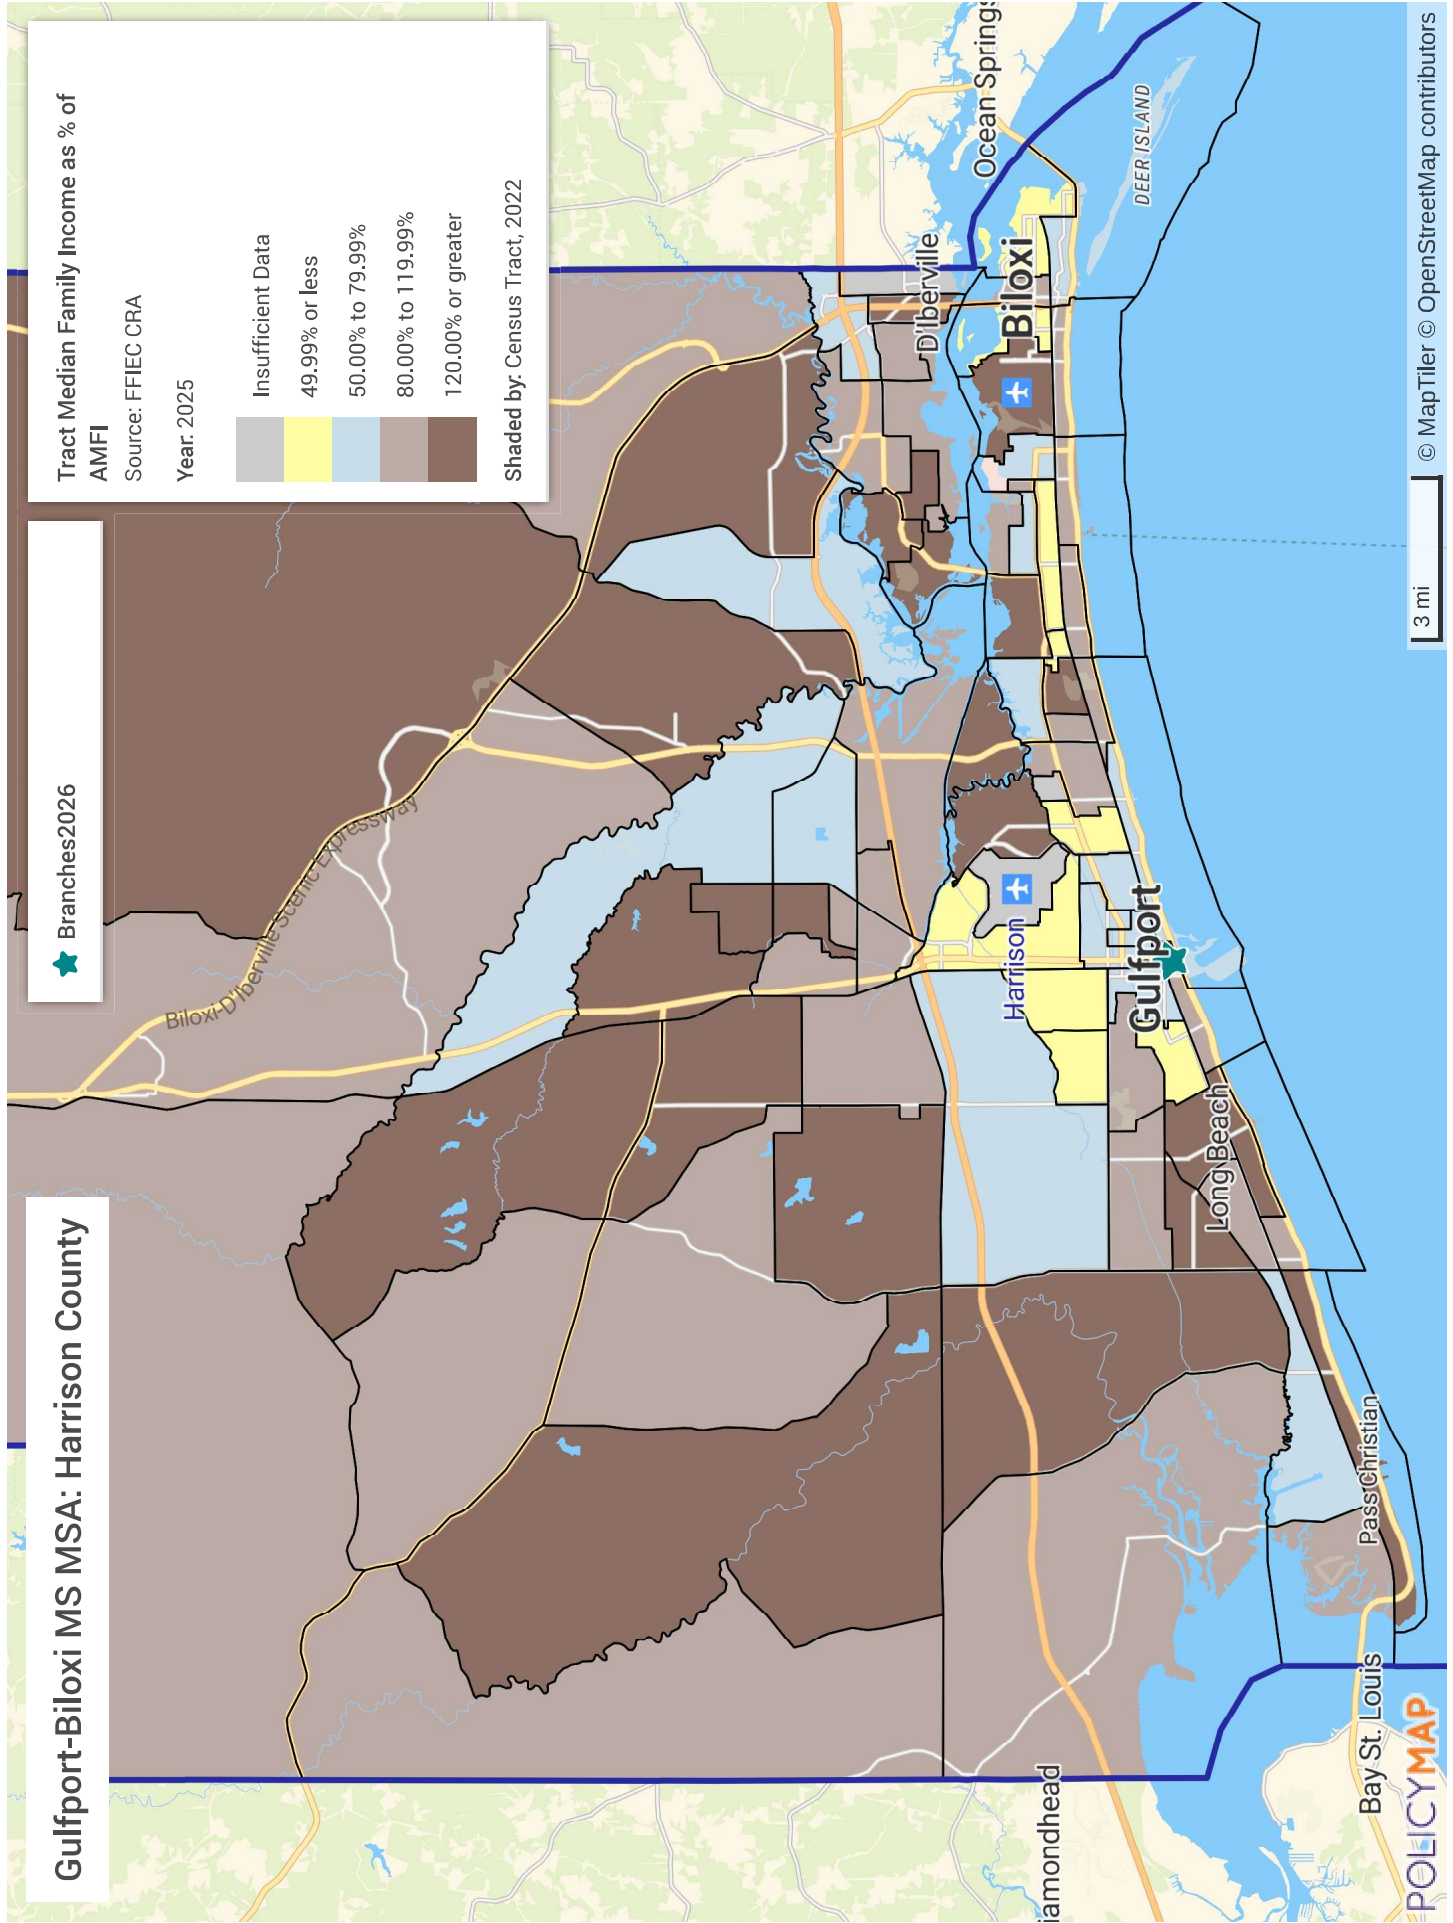 Gulfport-Biloxi MS MSA: Harrison County
Branches2026
Tract Median Family Income as % of
AMFI
Source: FFIEC CRA
Year: 2025
Insufficient Data
49.99% or less
50.00% to 79.99%
80.00% to 119.99%
120.00% or greater
Shaded by: Census Tract, 2022
Biloxi-D'Iberville Scenic Expressway
D'Iberville
Ocean Springs
Biloxi
DEER ISLAND
Harrison
Gulfport
Long Beach
Pass Christian
Bay St. Louis
iamondhead
POLICYMAP
3 mi
© MapTiler © OpenStreetMap contributors